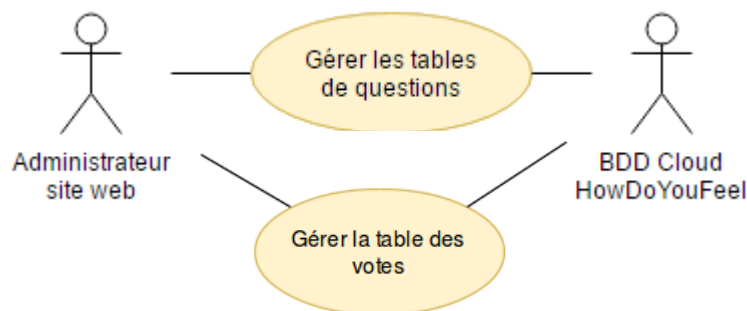 Gérer les tables
de questions
Administrateur
site web
BDD Cloud
HowDoYouFeel
Gérer la table des
votes